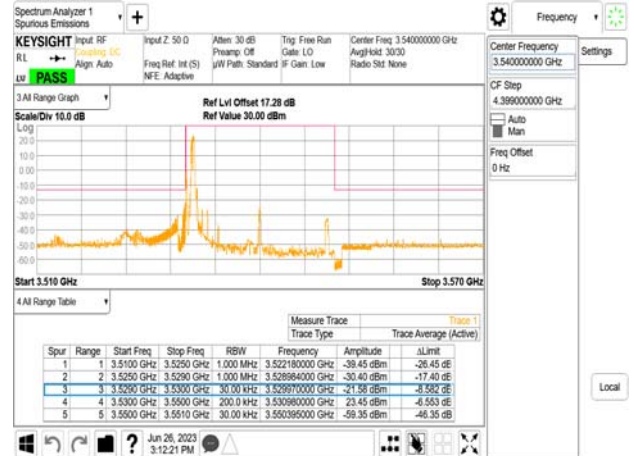 Spectrum Analyzer 1
Spurious Emissions
Frequency
KEYSIGHT Input: RF Input Z: 50 Ω Atten: 30 dB Trig: Free Run Center Freq: 3.540000000 GHz
RL Coupling: DC Preamp: Off Gate: LO Avg|Hold: 30/30
Align: Auto Freq Ref: Int (S) µW Path: Standard IF Gain: Low Radio Std: None
PASS NFE: Adaptive
3 All Range Graph
Ref Lvl Offset 17.28 dB
Scale/Div 10.0 dB Ref Value 30.00 dBm
Log
20.0
10.0
0.00
-10.0
-20.0
-30.0
-40.0
-50.0
-60.0
Start 3.510 GHz Stop 3.570 GHz
4 All Range Table
Measure Trace Trace 1
Trace Type Trace Average (Active)
Spur Range Start Freq Stop Freq RBW Frequency Amplitude ΔLimit
1 1 3.5100 GHz 3.5250 GHz 1.000 MHz 3.522180000 GHz -39.45 dBm -26.45 dB
2 2 3.5250 GHz 3.5290 GHz 1.000 MHz 3.528984000 GHz -30.40 dBm -17.40 dB
3 3 3.5290 GHz 3.5300 GHz 30.00 kHz 3.529970000 GHz -21.58 dBm -8.582 dB
4 4 3.5300 GHz 3.5500 GHz 200.0 kHz 3.530980000 GHz 23.45 dBm -6.553 dB
5 5 3.5500 GHz 3.5510 GHz 30.00 kHz 3.550395000 GHz -59.35 dBm -46.35 dB
Jun 26, 2023
3:12:21 PM
Center Frequency
3.540000000 GHz
Settings
CF Step
4.399000000 GHz
Auto
Man
Freq Offset
0 Hz
Local